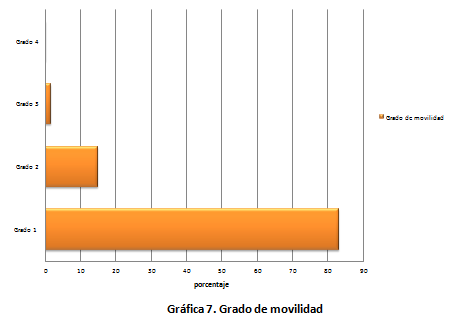 Grado 4
Grado 3
Grado 2
Grado 1
0 10 20 30 40 50 60 70 80 90
porcentaje
Grado de movilidad
Gráfica 7. Grado de movilidad